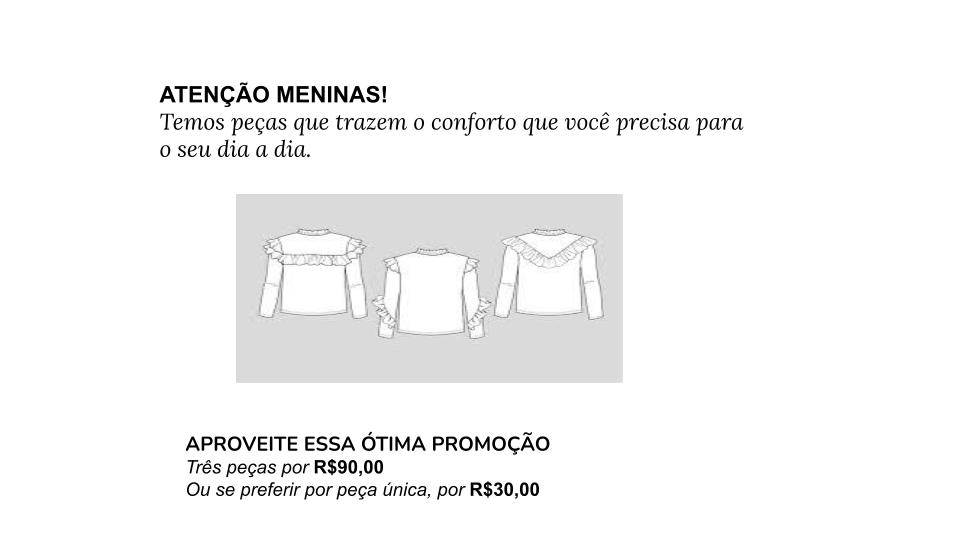 ATENÇÃO MENINAS!
Temos peças que trazem o conforto que você precisa para
o seu dia a dia.
APROVEITE ESSA ÓTIMA PROMOÇÃO
Três peças por R$90,00
Ou se preferir por peça única, por R$30,00